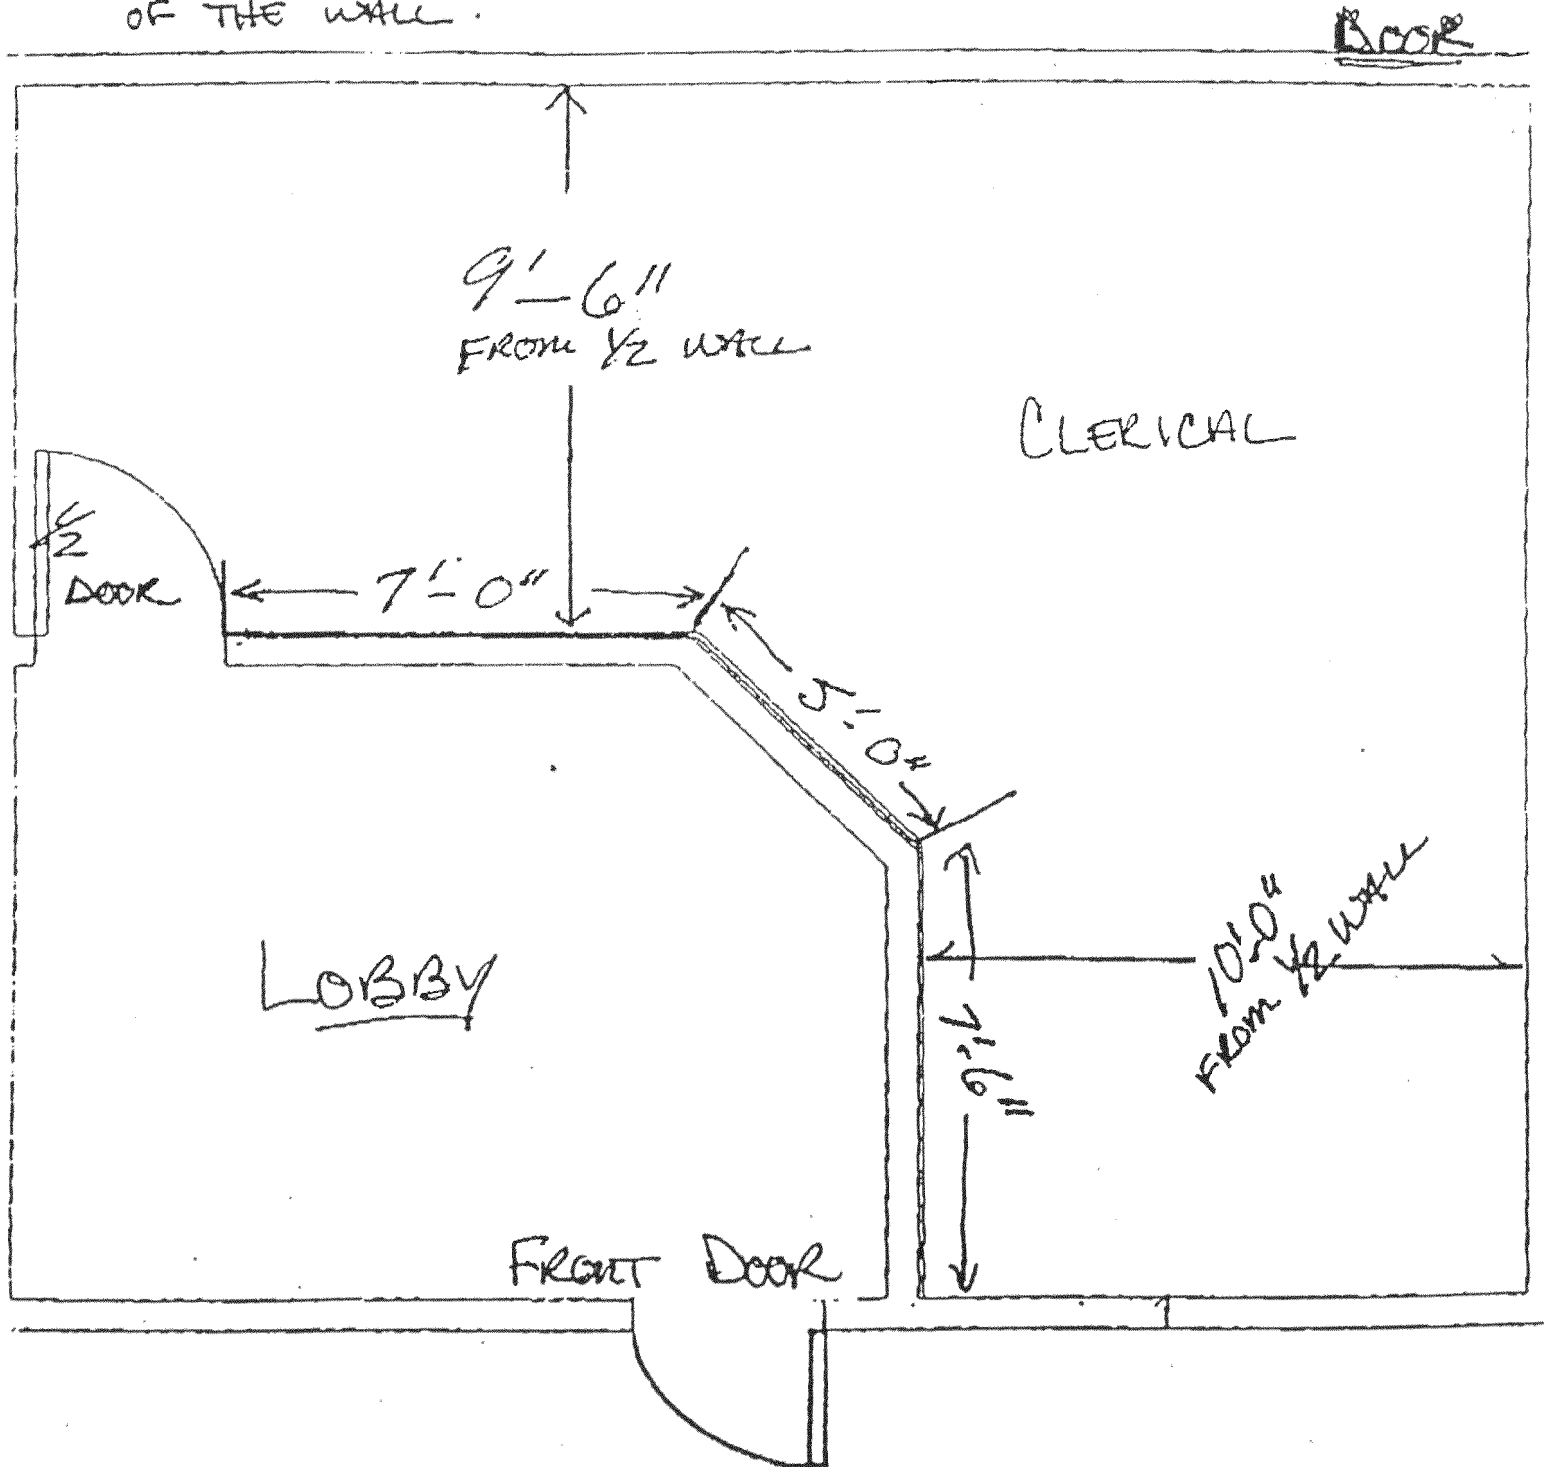 OF THE WALL.
DOOR
9'-6"
FROM 1/2 WALL
CLERICAL
1/2
DOOR
7'-0"
5'-0"
10'-0"
FROM 1/2 WALL
7'-6"
LOBBY
FRONT DOOR